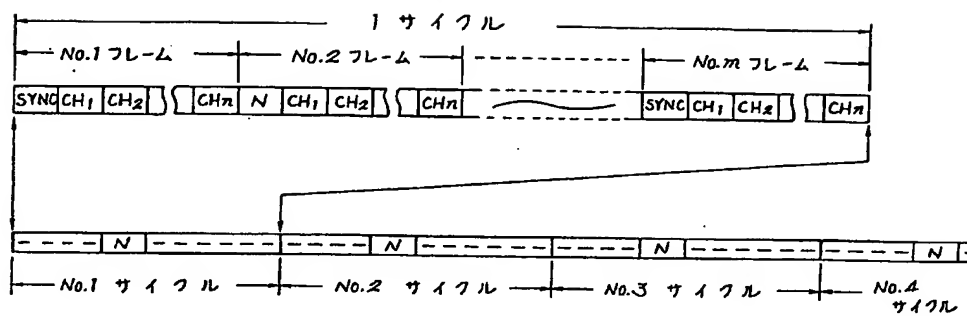 1 サイクル
No.1 フレーム No.2 フレーム No.m フレーム
SYNC CH1 CH2 CHn N CH1 CH2 CHn SYNC CH1 CH2 CHn
N N N N
No.1 サイクル No.2 サイクル No.3 サイクル No.4
サイクル